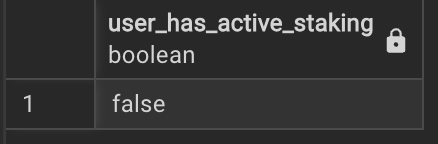 user_has_active_staking
boolean
1 false